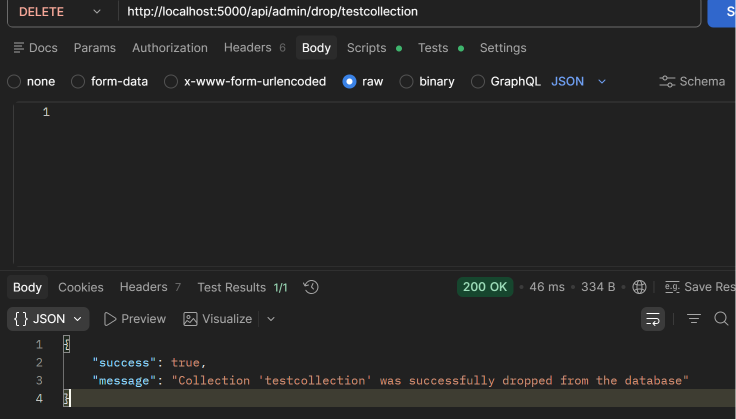 DELETE http://localhost:5000/api/admin/drop/testcollection S
Docs Params Authorization Headers 6 Body Scripts Tests Settings
none form-data x-www-form-urlencoded raw binary GraphQL JSON Schema
1
Body Cookies Headers 7 Test Results 1/1 200 OK • 46 ms • 334 B • e.g. Save Res
{} JSON Preview Visualize
1 {
2 "success": true,
3 "message": "Collection 'testcollection' was successfully dropped from the database"
4 }